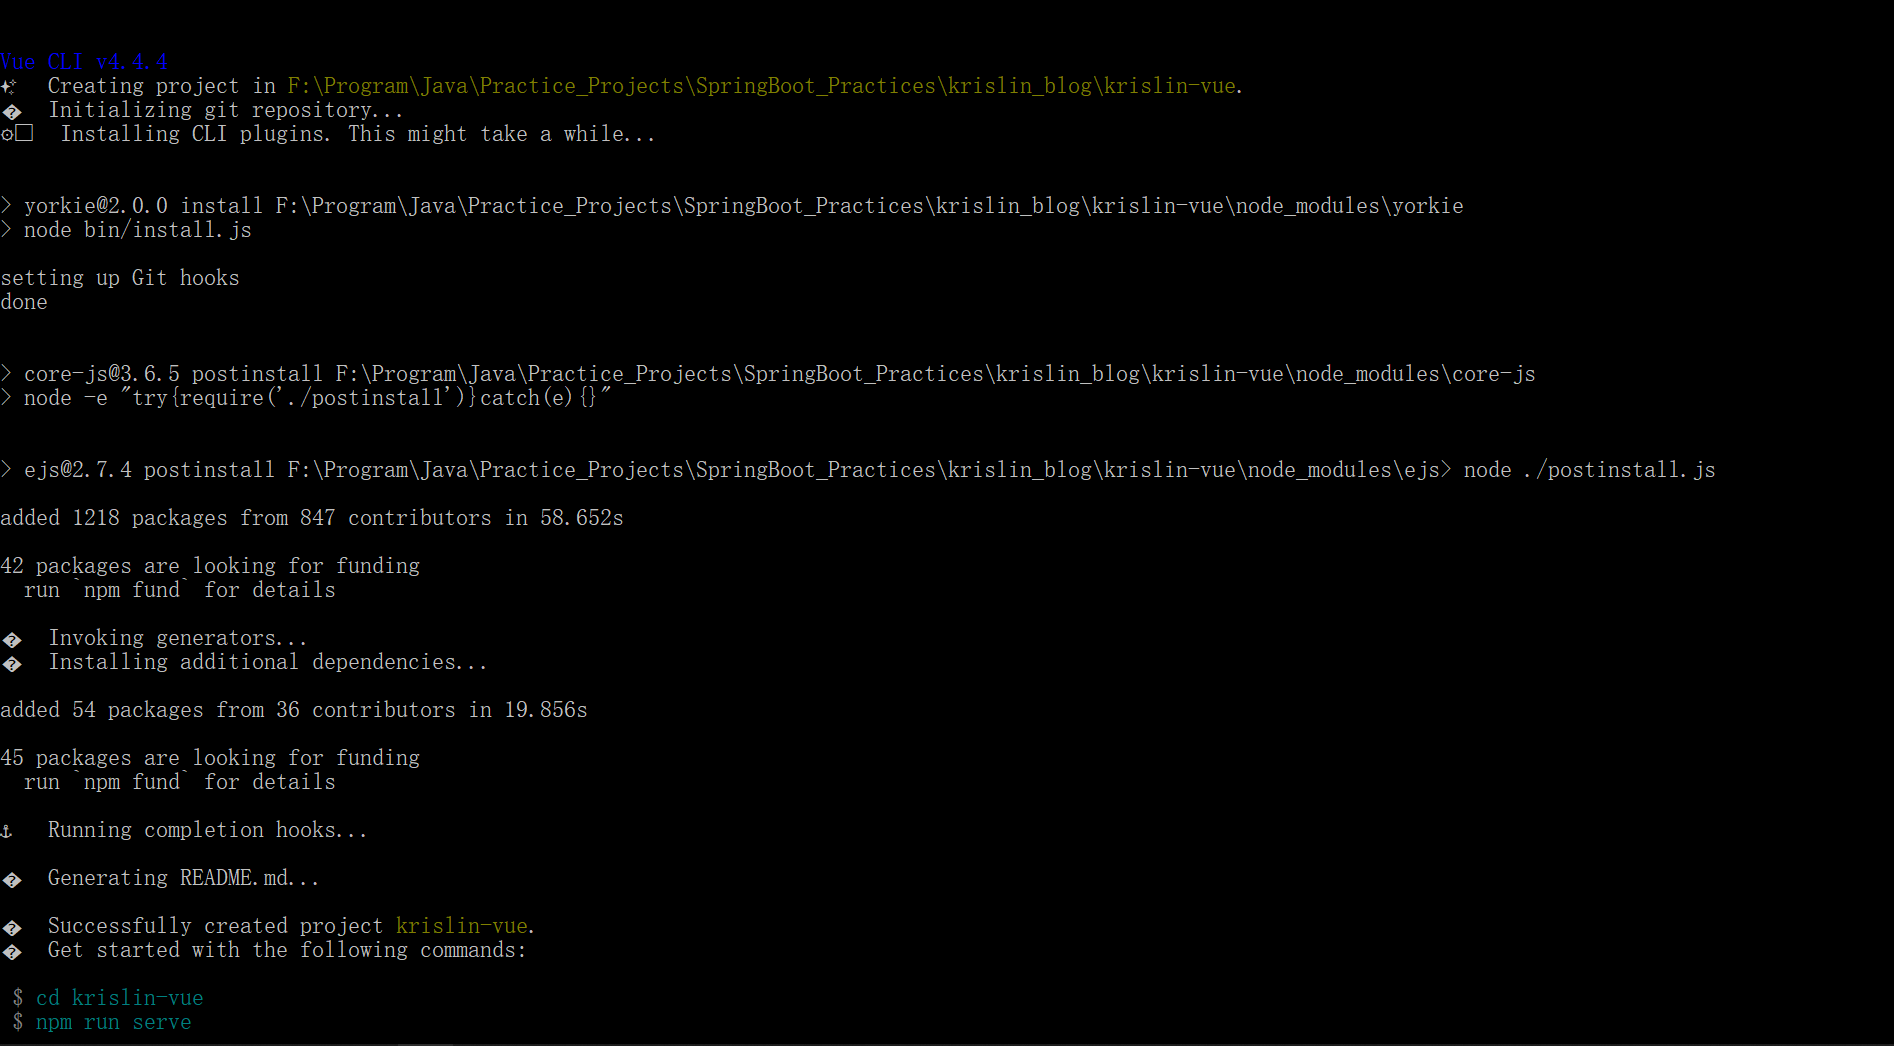 Vue CLI v4.4.4
✨  Creating project in F:\Program\Java\Practice_Projects\SpringBoot_Practices\krislin_blog\krislin-vue.
�  Initializing git repository...
⚙□  Installing CLI plugins. This might take a while...
> yorkie@2.0.0 install F:\Program\Java\Practice_Projects\SpringBoot_Practices\krislin_blog\krislin-vue\node_modules\yorkie
> node bin/install.js
setting up Git hooks
done
> core-js@3.6.5 postinstall F:\Program\Java\Practice_Projects\SpringBoot_Practices\krislin_blog\krislin-vue\node_modules\core-js
> node -e "try{require('./postinstall')}catch(e){}"
> ejs@2.7.4 postinstall F:\Program\Java\Practice_Projects\SpringBoot_Practices\krislin_blog\krislin-vue\node_modules\ejs> node ./postinstall.js
added 1218 packages from 847 contributors in 58.652s
42 packages are looking for funding
  run `npm fund` for details
�  Invoking generators...
�  Installing additional dependencies...
added 54 packages from 36 contributors in 19.856s
45 packages are looking for funding
  run `npm fund` for details
⚓  Running completion hooks...
�  Generating README.md...
�  Successfully created project krislin-vue.
�  Get started with the following commands:
 $ cd krislin-vue
 $ npm run serve